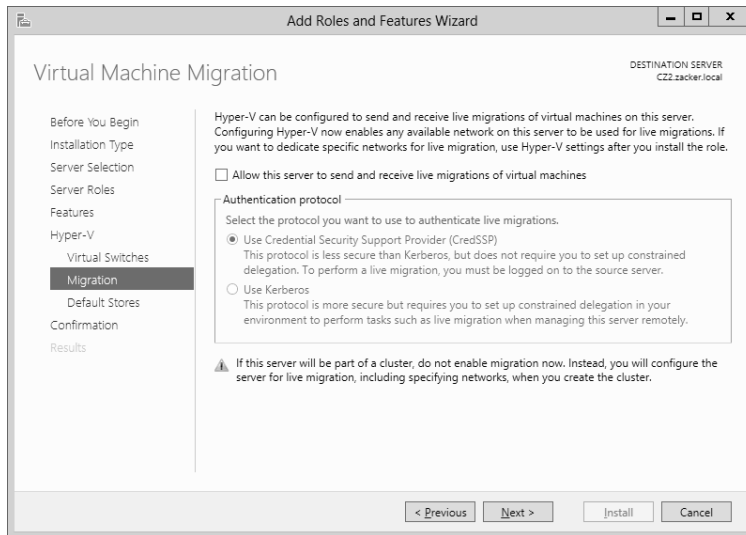 Add Roles and Features Wizard
Virtual Machine Migration
DESTINATION SERVER
CZ2.zacker.local
Before You Begin
Installation Type
Server Selection
Server Roles
Features
Hyper-V
Virtual Switches
Migration
Default Stores
Confirmation
Results
Hyper-V can be configured to send and receive live migrations of virtual machines on this server.
Configuring Hyper-V now enables any available network on this server to be used for live migrations. If
you want to dedicate specific networks for live migration, use Hyper-V settings after you install the role.
Allow this server to send and receive live migrations of virtual machines
Authentication protocol
Select the protocol you want to use to authenticate live migrations.
Use Credential Security Support Provider (CredSSP)
This protocol is less secure than Kerberos, but does not require you to set up constrained
delegation. To perform a live migration, you must be logged on to the source server.
Use Kerberos
This protocol is more secure but requires you to set up constrained delegation in your
environment to perform tasks such as live migration when managing this server remotely.
If this server will be part of a cluster, do not enable migration now. Instead, you will configure the
server for live migration, including specifying networks, when you create the cluster.
< Previous
Next >
Install
Cancel